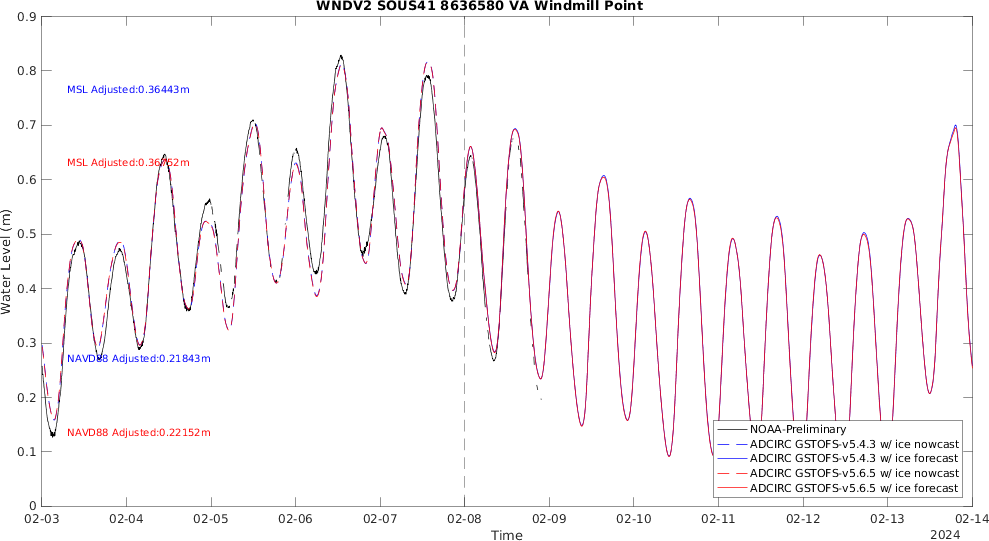 WNDV2 SOUS41 8636580 VA Windmill Point
0.9
0.8
0.7
0.6
0.5
0.4
0.3
0.2
0.1
0
Water Level (m)
MSL Adjusted:0.36443m
MSL Adjusted:0.36752m
NAVD88 Adjusted:0.21843m
NAVD88 Adjusted:0.22152m
NOAA-Preliminary
ADCIRC GSTOFS-v5.4.3 w/ ice nowcast
ADCIRC GSTOFS-v5.4.3 w/ ice forecast
ADCIRC GSTOFS-v5.6.5 w/ ice nowcast
ADCIRC GSTOFS-v5.6.5 w/ ice forecast
02-03 02-04 02-05 02-06 02-07 02-08 02-09 02-10 02-11 02-12 02-13 02-14
Time
2024